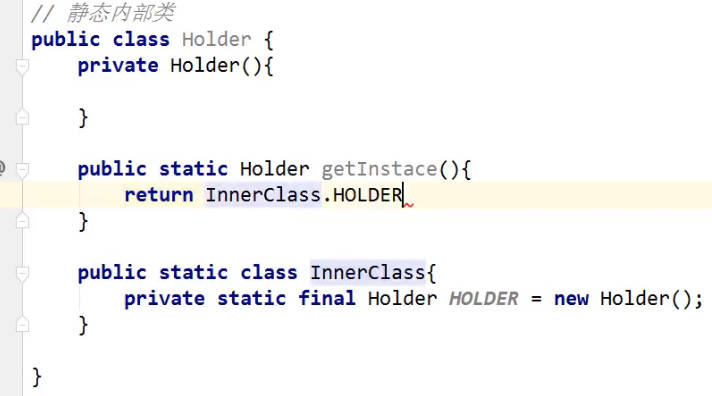 // 静态内部类
public class Holder {
    private Holder(){

    }

    public static Holder getInstace(){
        return InnerClass.HOLDER
    }

    public static class InnerClass{
        private static final Holder HOLDER = new Holder();
    }

}